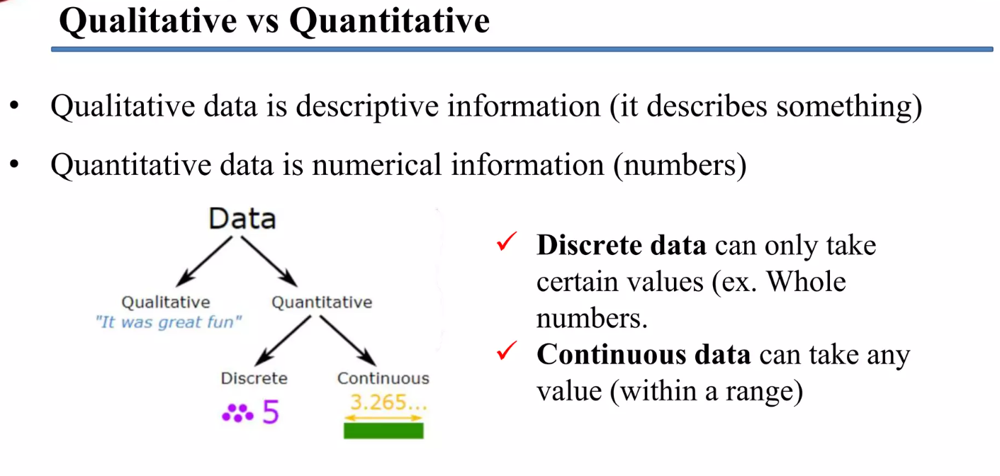 Qualitative vs Quantitative
• Qualitative data is descriptive information (it describes something)
• Quantitative data is numerical information (numbers)
Data
Qualitative
"It was great fun"
Quantitative
Discrete
5
Continuous
3.265...
✓ Discrete data can only take
certain values (ex. Whole
numbers.
✓ Continuous data can take any
value (within a range)